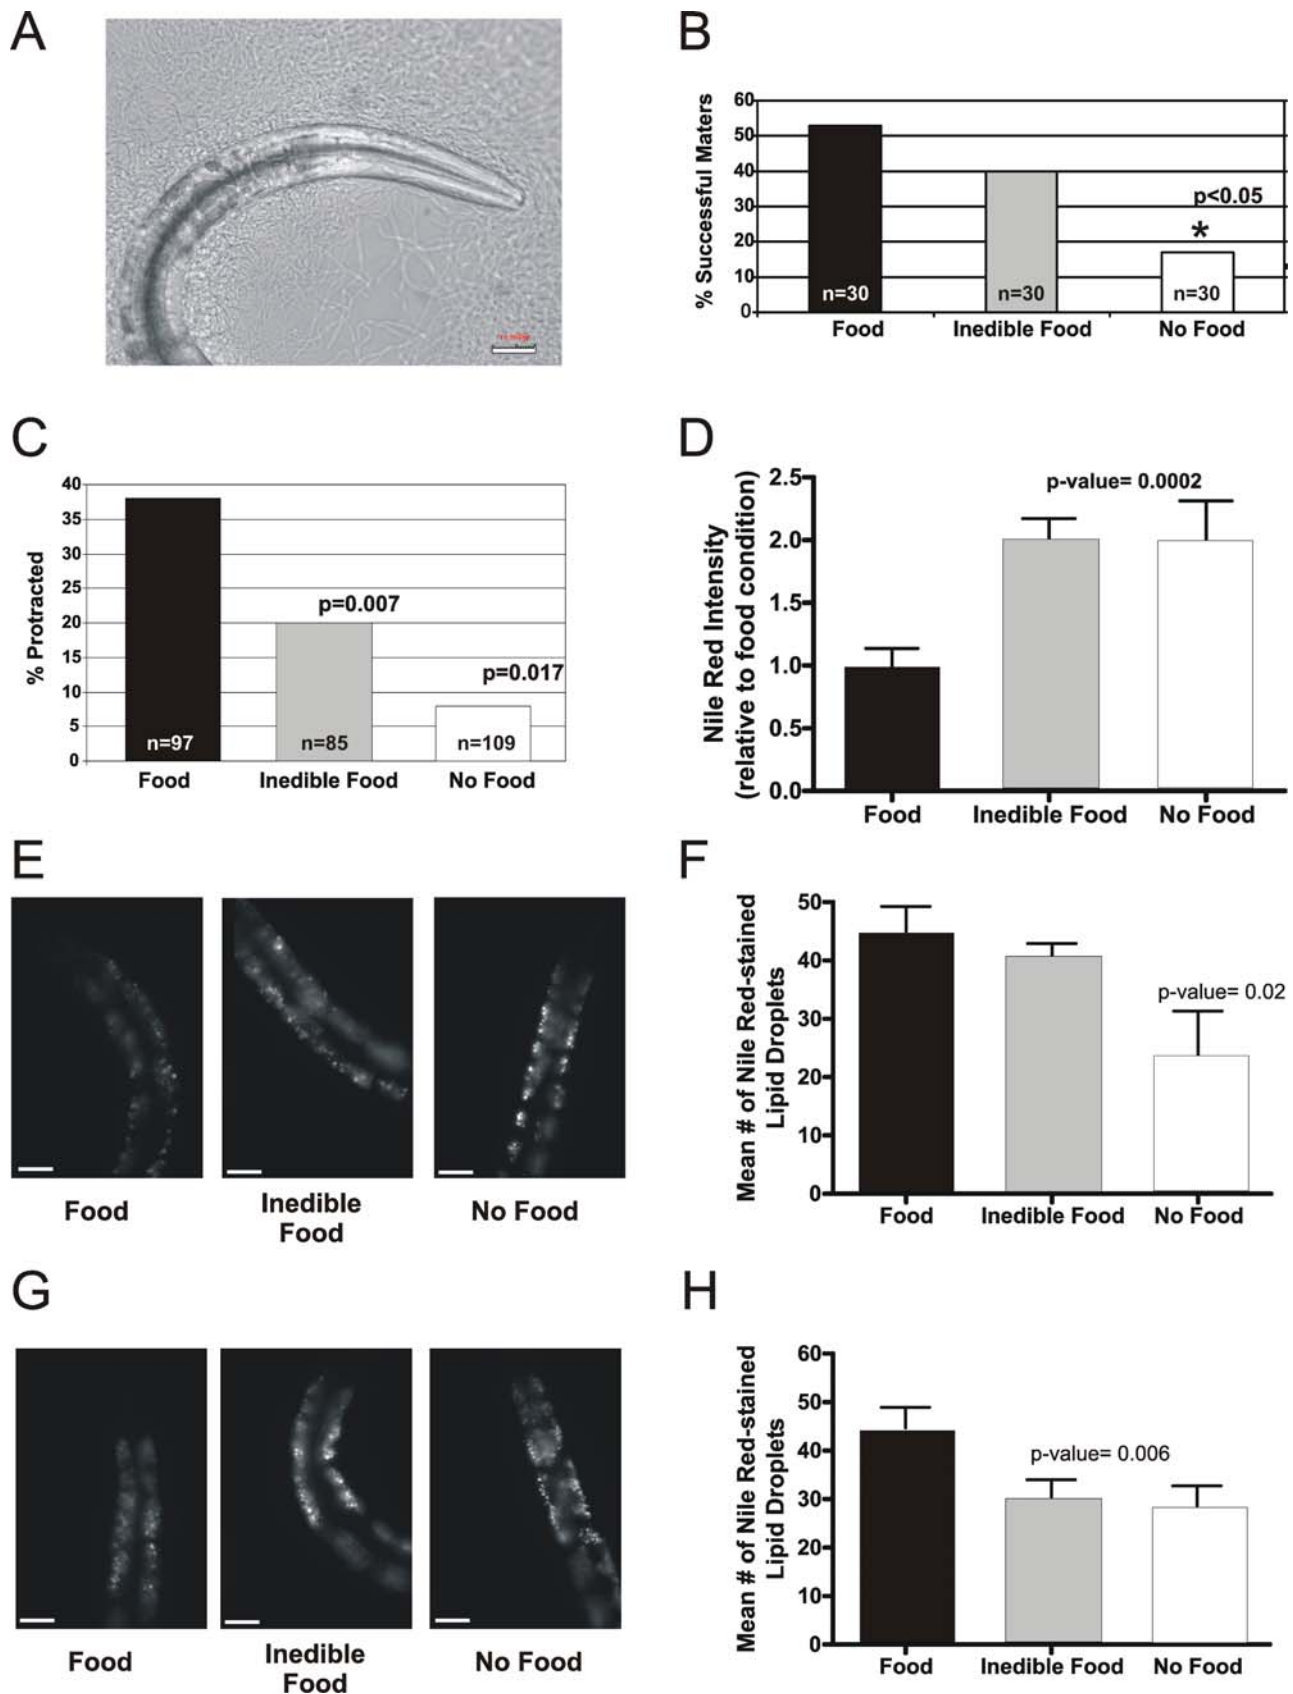 A
B
% Successful Maters
60
50
40
30
20
10
0
p<0.05
*
n=30
n=30
n=30
Food
Inedible Food
No Food
C
% Protracted
40
35
30
25
20
15
10
5
0
p=0.007
p=0.017
n=97
n=85
n=109
Food
Inedible Food
No Food
D
Nile Red Intensity
(relative to food condition)
2.5
2.0
1.5
1.0
0.5
0.0
p-value= 0.0002
Food
Inedible Food
No Food
E
Food
Inedible
Food
No Food
F
Mean # of Nile Red-stained
Lipid Droplets
50
40
30
20
10
0
p-value= 0.02
Food
Inedible Food
No Food
G
Food
Inedible
Food
No Food
H
Mean # of Nile Red-stained
Lipid Droplets
60
50
40
30
20
10
0
p-value= 0.006
Food
Inedible Food
No Food